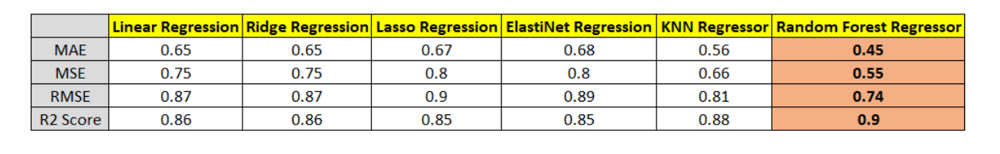 Linear Regression Ridge Regression Lasso Regression ElastiNet Regression KNN Regressor Random Forest Regressor
MAE 0.65 0.65 0.67 0.68 0.56 0.45
MSE 0.75 0.75 0.8 0.8 0.66 0.55
RMSE 0.87 0.87 0.9 0.89 0.81 0.74
R2 Score 0.86 0.86 0.85 0.85 0.88 0.9